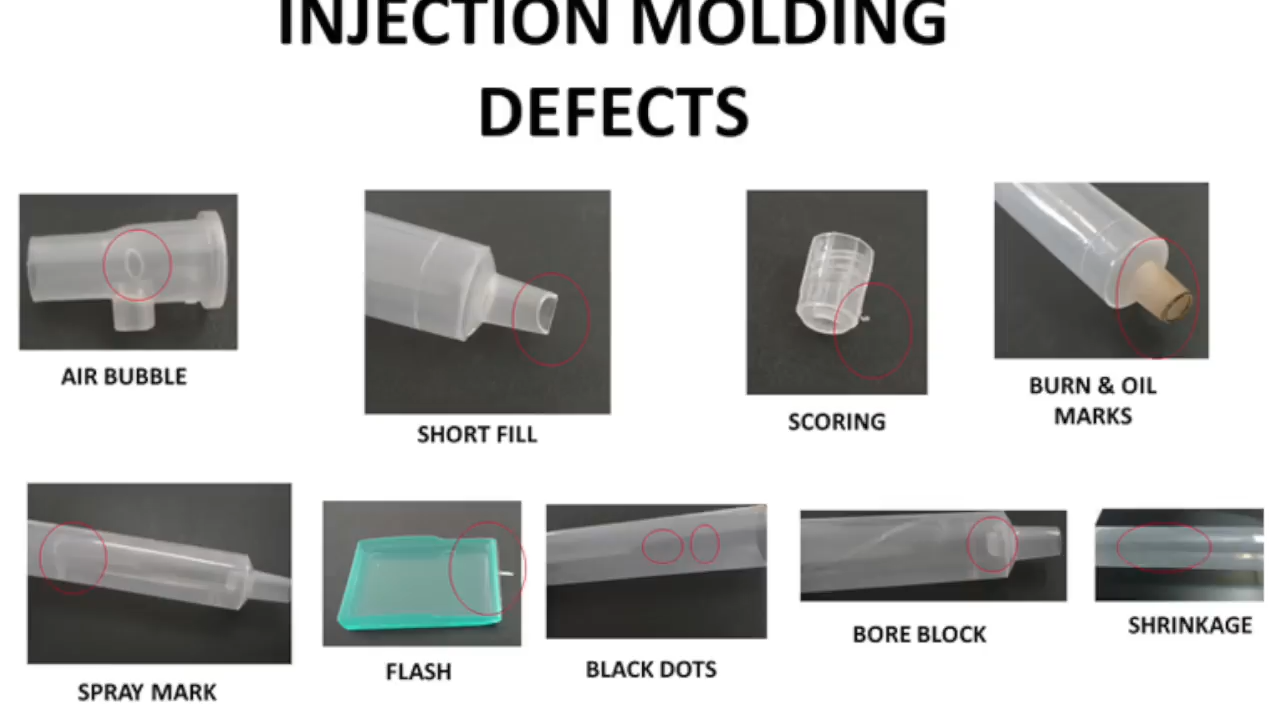 INJECTION MOLDING
DEFECTS
AIR BUBBLE
SHORT FILL
SCORING
BURN & OIL
MARKS
SPRAY MARK
FLASH
BLACK DOTS
BORE BLOCK
SHRINKAGE